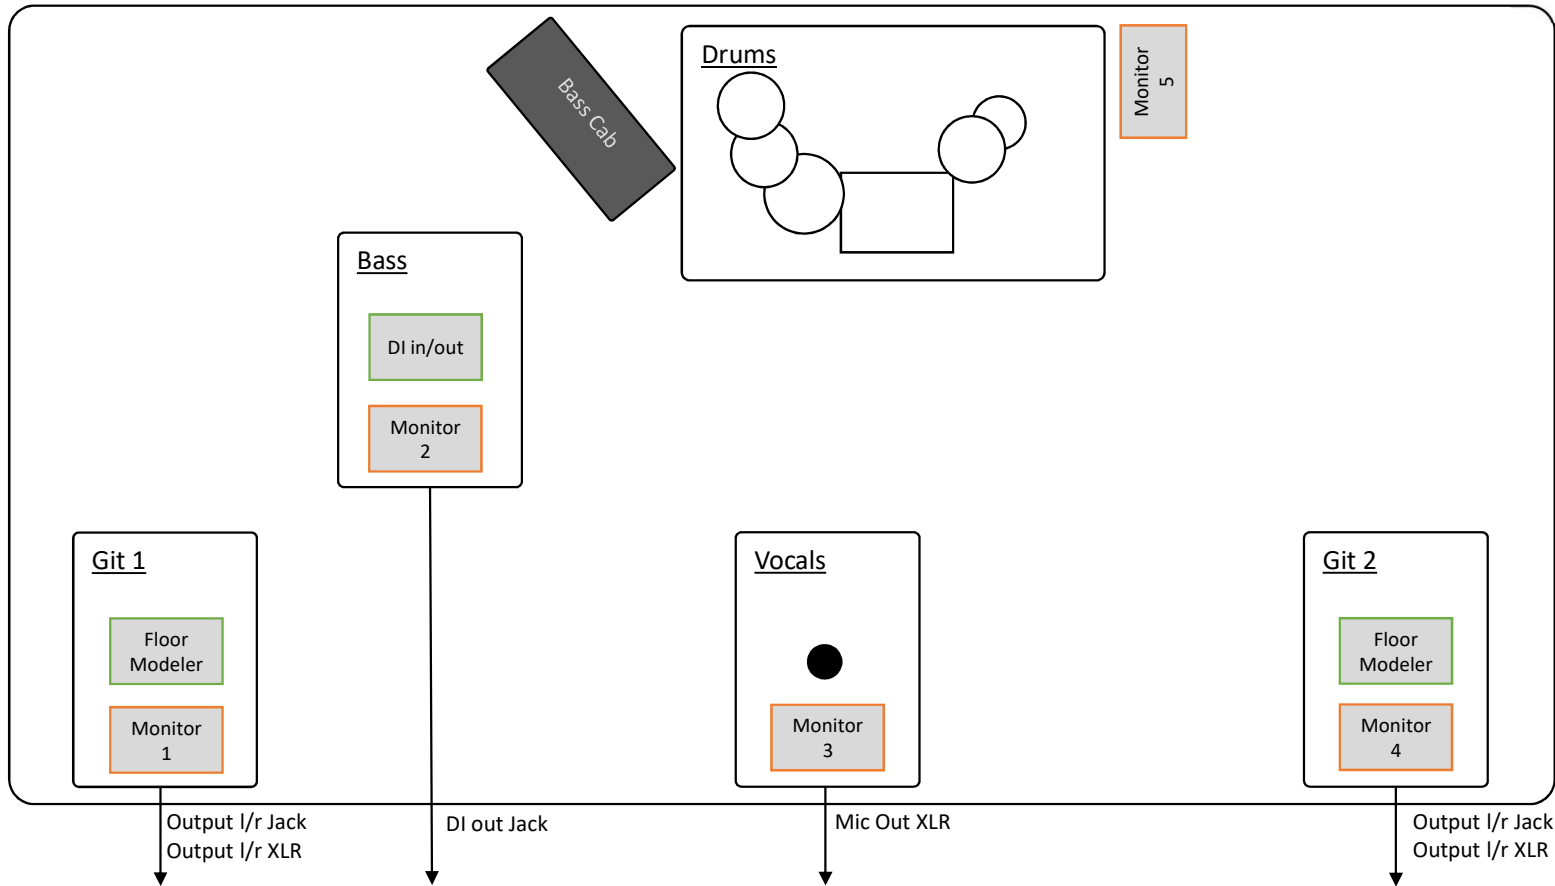 Drums
Monitor
5
Bass Cab
Bass
DI in/out
Monitor
2
Git 1
Floor
Modeler
Monitor
1
Vocals
Monitor
3
Git 2
Floor
Modeler
Monitor
4
Output l/r Jack
Output l/r XLR
DI out Jack
Mic Out XLR
Output l/r Jack
Output l/r XLR